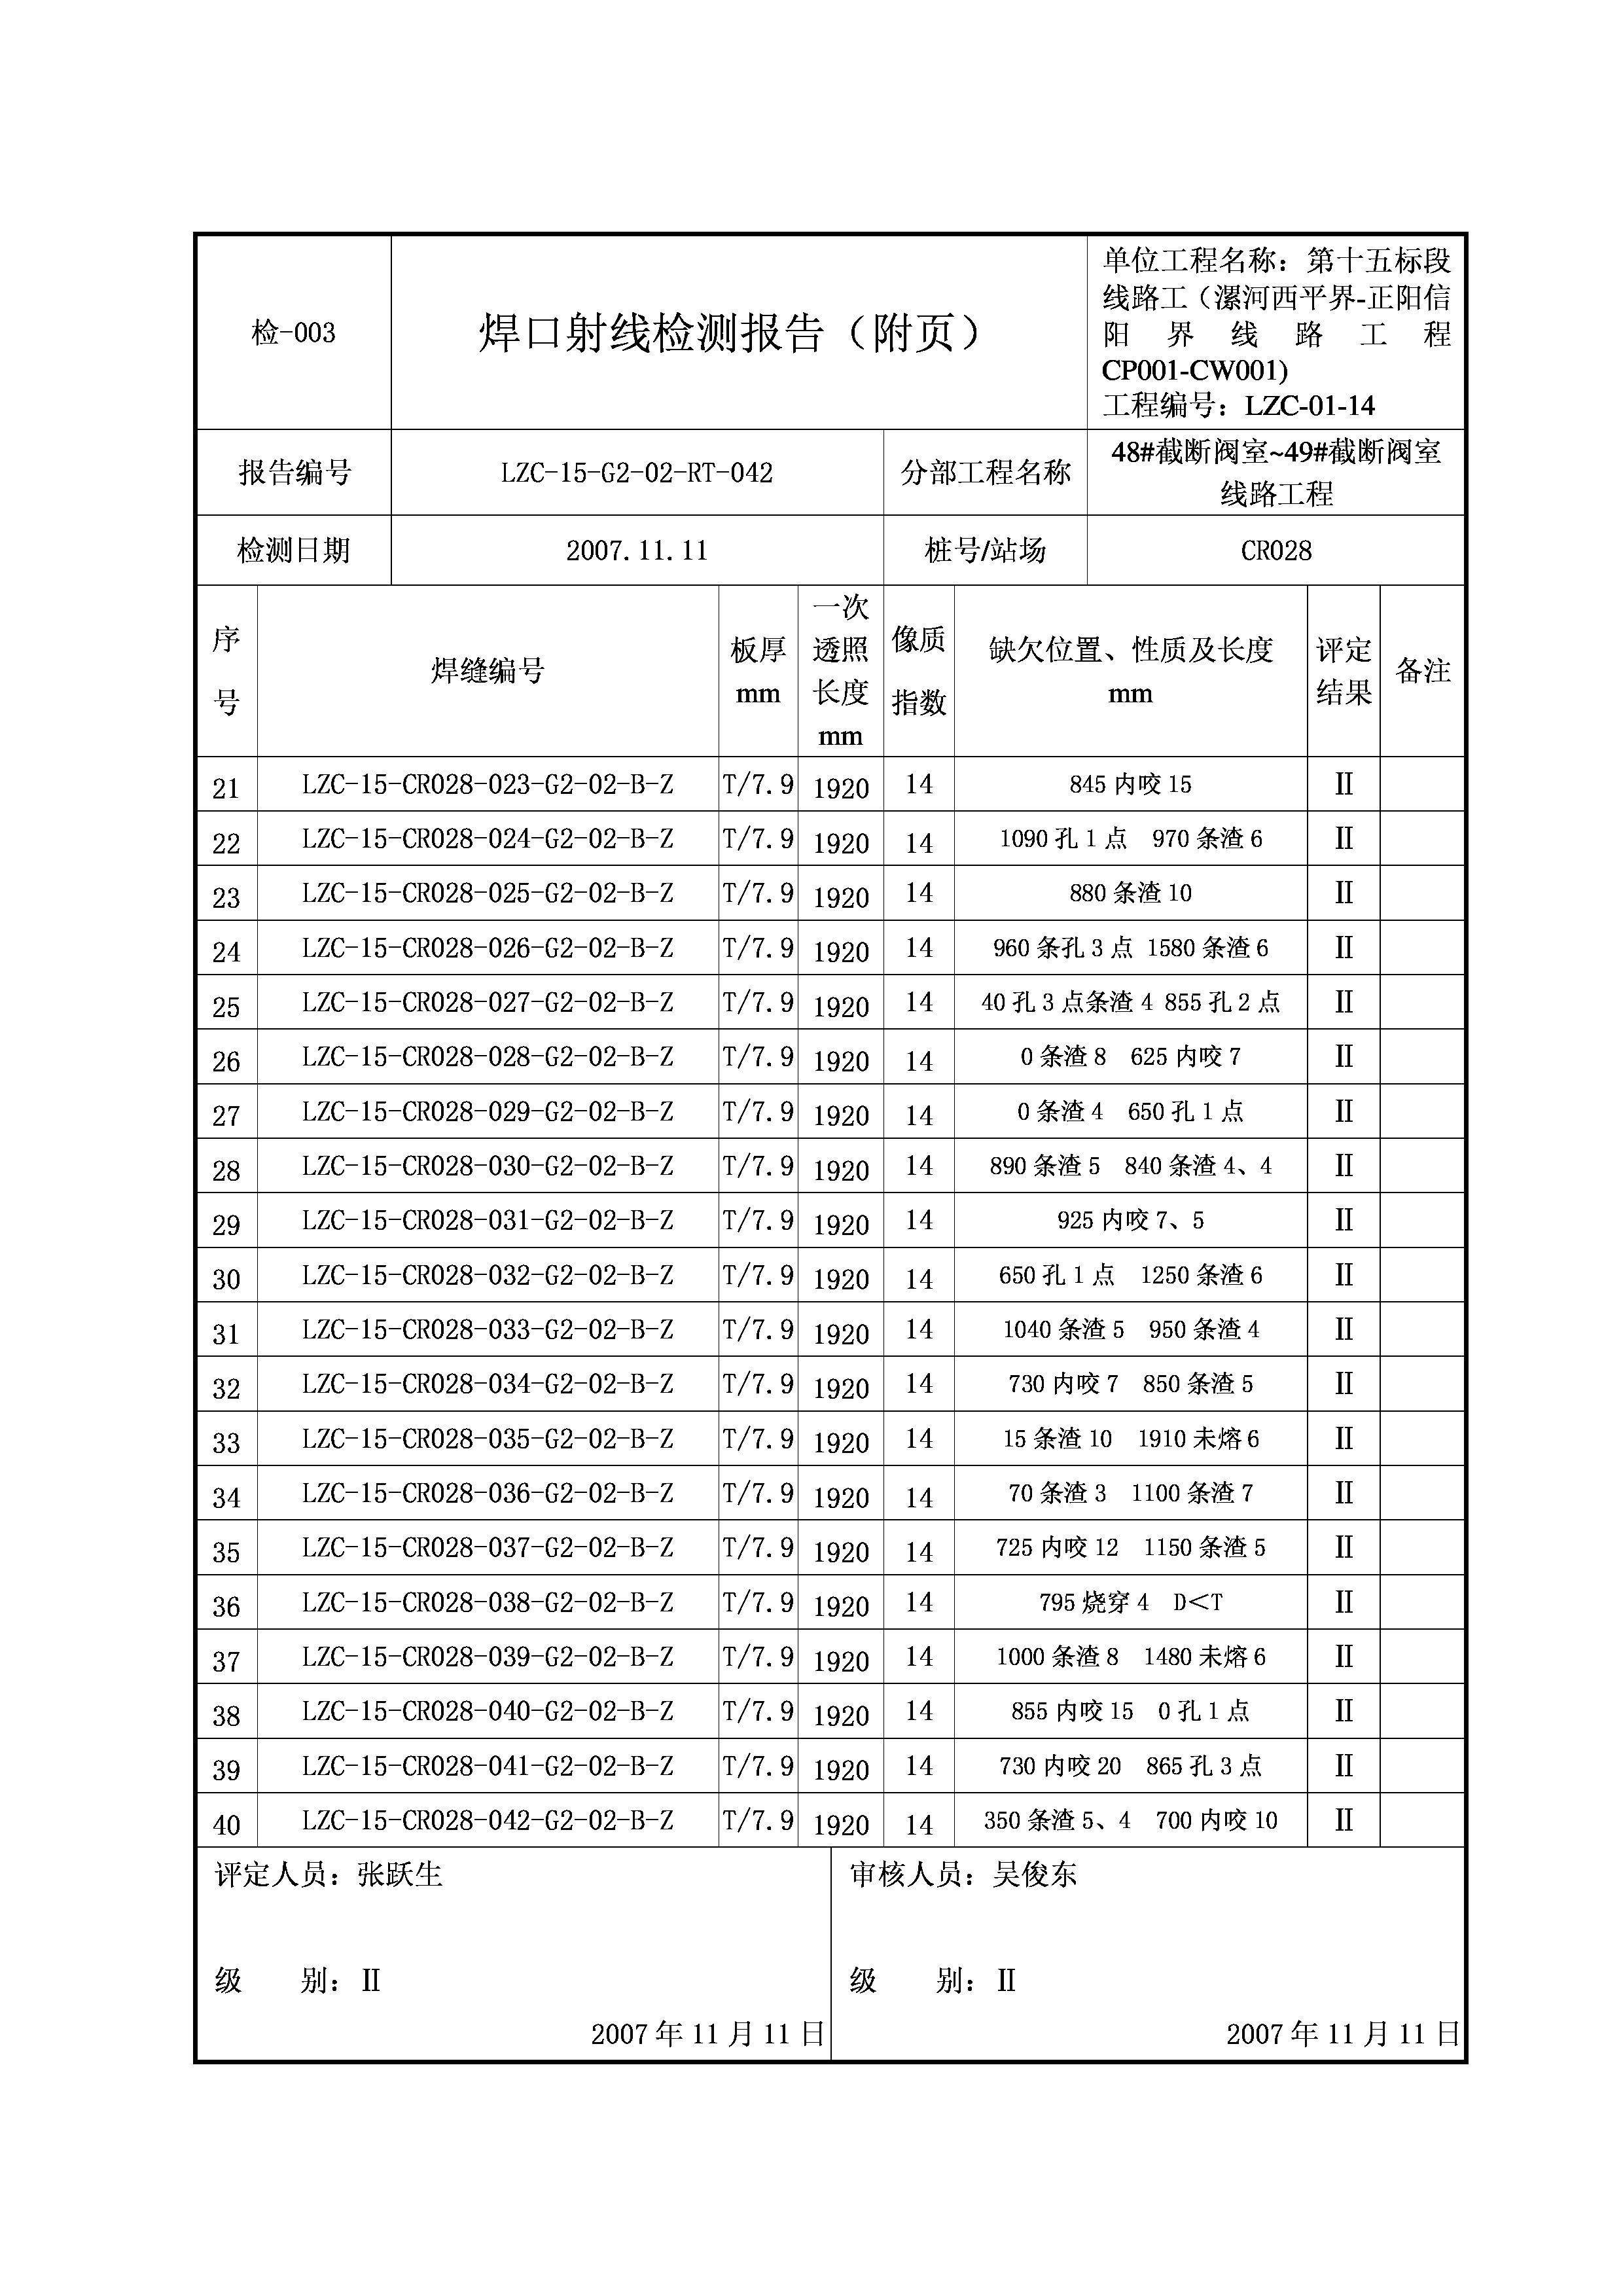 检-003
焊口射线检测报告（附页）
单位工程名称：第十五标段
线路工（漯河西平界-正阳信
阳界线路工程
CP001-CW001)
工程编号：LZC-01-14
报告编号 LZC-15-G2-02-RT-042 分部工程名称 48#截断阀室~49#截断阀室
线路工程
检测日期 2007.11.11 桩号/站场 CR028
序号 焊缝编号 板厚mm 一次透照长度mm 像质指数 缺欠位置、性质及长度mm 评定结果 备注
21 LZC-15-CR028-023-G2-02-B-Z T/7.9 1920 14 845 内咬 15 Ⅱ
22 LZC-15-CR028-024-G2-02-B-Z T/7.9 1920 14 1090 孔 1 点 970 条渣 6 Ⅱ
23 LZC-15-CR028-025-G2-02-B-Z T/7.9 1920 14 880 条渣 10 Ⅱ
24 LZC-15-CR028-026-G2-02-B-Z T/7.9 1920 14 960 条孔 3 点 1580 条渣 6 Ⅱ
25 LZC-15-CR028-027-G2-02-B-Z T/7.9 1920 14 40 孔 3 点条渣 4 855 孔 2 点 Ⅱ
26 LZC-15-CR028-028-G2-02-B-Z T/7.9 1920 14 0 条渣 8 625 内咬 7 Ⅱ
27 LZC-15-CR028-029-G2-02-B-Z T/7.9 1920 14 0 条渣 4 650 孔 1 点 Ⅱ
28 LZC-15-CR028-030-G2-02-B-Z T/7.9 1920 14 890 条渣 5 840 条渣 4、4 Ⅱ
29 LZC-15-CR028-031-G2-02-B-Z T/7.9 1920 14 925 内咬 7、5 Ⅱ
30 LZC-15-CR028-032-G2-02-B-Z T/7.9 1920 14 650 孔 1 点 1250 条渣 6 Ⅱ
31 LZC-15-CR028-033-G2-02-B-Z T/7.9 1920 14 1040 条渣 5 950 条渣 4 Ⅱ
32 LZC-15-CR028-034-G2-02-B-Z T/7.9 1920 14 730 内咬 7 850 条渣 5 Ⅱ
33 LZC-15-CR028-035-G2-02-B-Z T/7.9 1920 14 15 条渣 10 1910 未熔 6 Ⅱ
34 LZC-15-CR028-036-G2-02-B-Z T/7.9 1920 14 70 条渣 3 1100 条渣 7 Ⅱ
35 LZC-15-CR028-037-G2-02-B-Z T/7.9 1920 14 725 内咬 12 1150 条渣 5 Ⅱ
36 LZC-15-CR028-038-G2-02-B-Z T/7.9 1920 14 795 烧穿 4 D＜T Ⅱ
37 LZC-15-CR028-039-G2-02-B-Z T/7.9 1920 14 1000 条渣 8 1480 未熔 6 Ⅱ
38 LZC-15-CR028-040-G2-02-B-Z T/7.9 1920 14 855 内咬 15 0 孔 1 点 Ⅱ
39 LZC-15-CR028-041-G2-02-B-Z T/7.9 1920 14 730 内咬 20 865 孔 3 点 Ⅱ
40 LZC-15-CR028-042-G2-02-B-Z T/7.9 1920 14 350 条渣 5、4 700 内咬 10 Ⅱ
评定人员：张跃生
级 别：Ⅱ
2007 年 11 月 11 日
审核人员：吴俊东
级 别：Ⅱ
2007 年 11 月 11 日